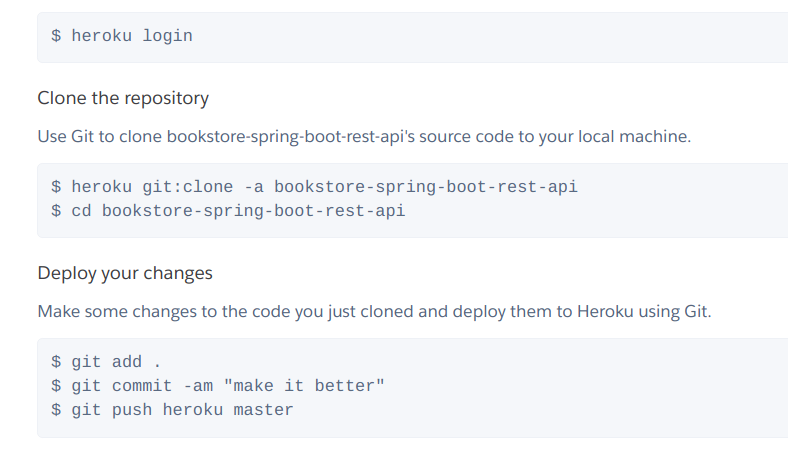 $ heroku login
Clone the repository
Use Git to clone bookstore-spring-boot-rest-api's source code to your local machine.
$ heroku git:clone -a bookstore-spring-boot-rest-api
$ cd bookstore-spring-boot-rest-api
Deploy your changes
Make some changes to the code you just cloned and deploy them to Heroku using Git.
$ git add .
$ git commit -am "make it better"
$ git push heroku master